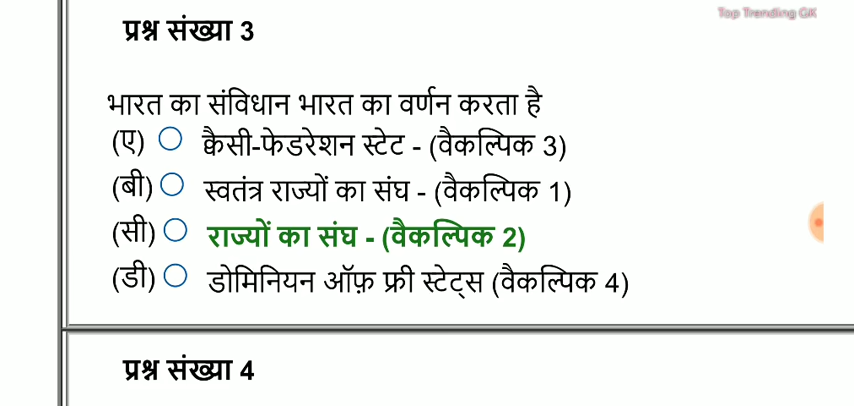 Top Trending GK
प्रश्न संख्या 3
भारत का संविधान भारत का वर्णन करता है
(ए) क्वैसी-फेडरेशन स्टेट - (वैकल्पिक 3)
(बी) स्वतंत्र राज्यों का संघ - (वैकल्पिक 1)
(सी) राज्यों का संघ - (वैकल्पिक 2)
(डी) डोमिनियन ऑफ़ फ्री स्टेट्स (वैकल्पिक 4)
प्रश्न संख्या 4